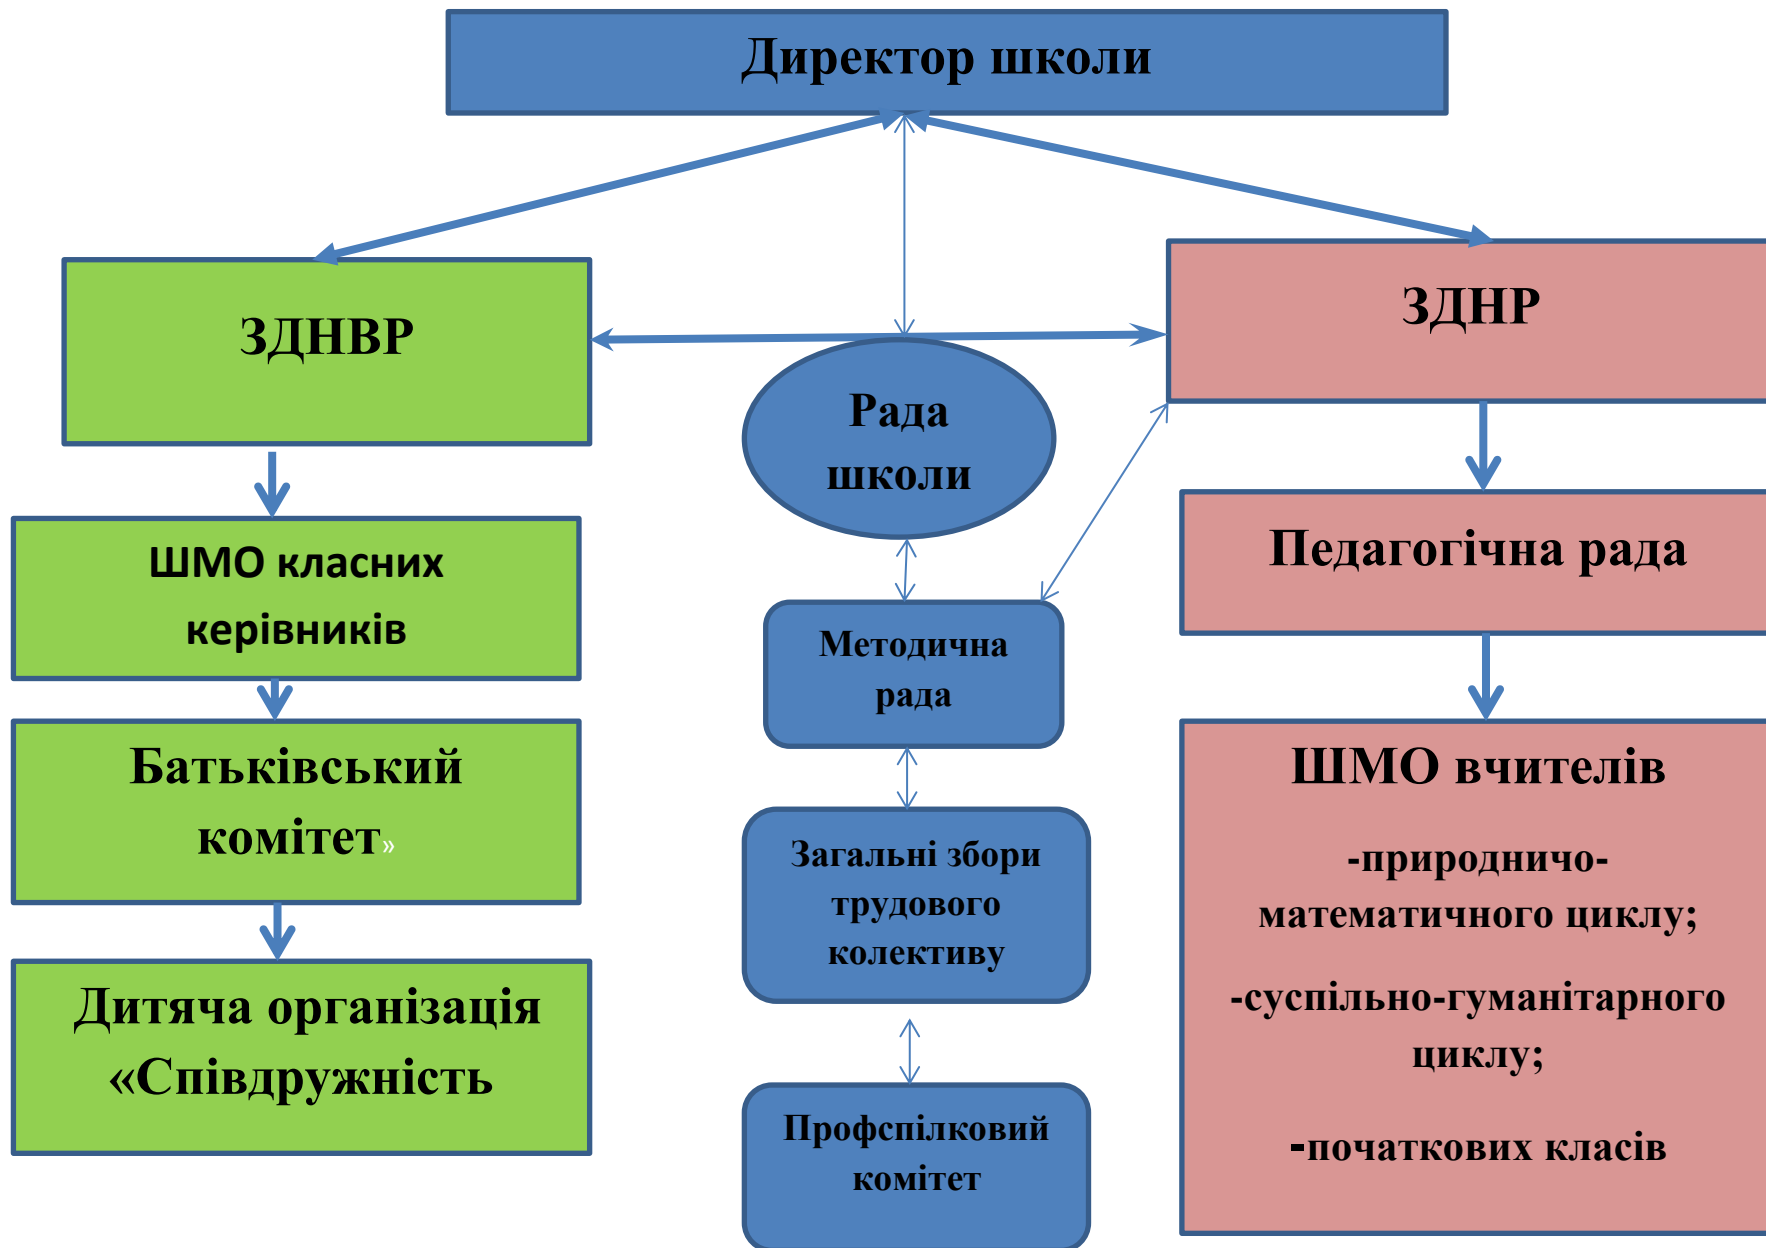 Директор школи
ЗДНВР
ШМО класних
керівників
Батьківський
комітет»
Дитяча організація
«Співдружність
Рада
школи
Методична
рада
Загальні збори
трудового
колективу
Профспілковий
комітет
ЗДНР
Педагогічна рада
ШМО вчителів
-природничо-
математичного циклу;
-суспільно-гуманітарного
циклу;
-початкових класів